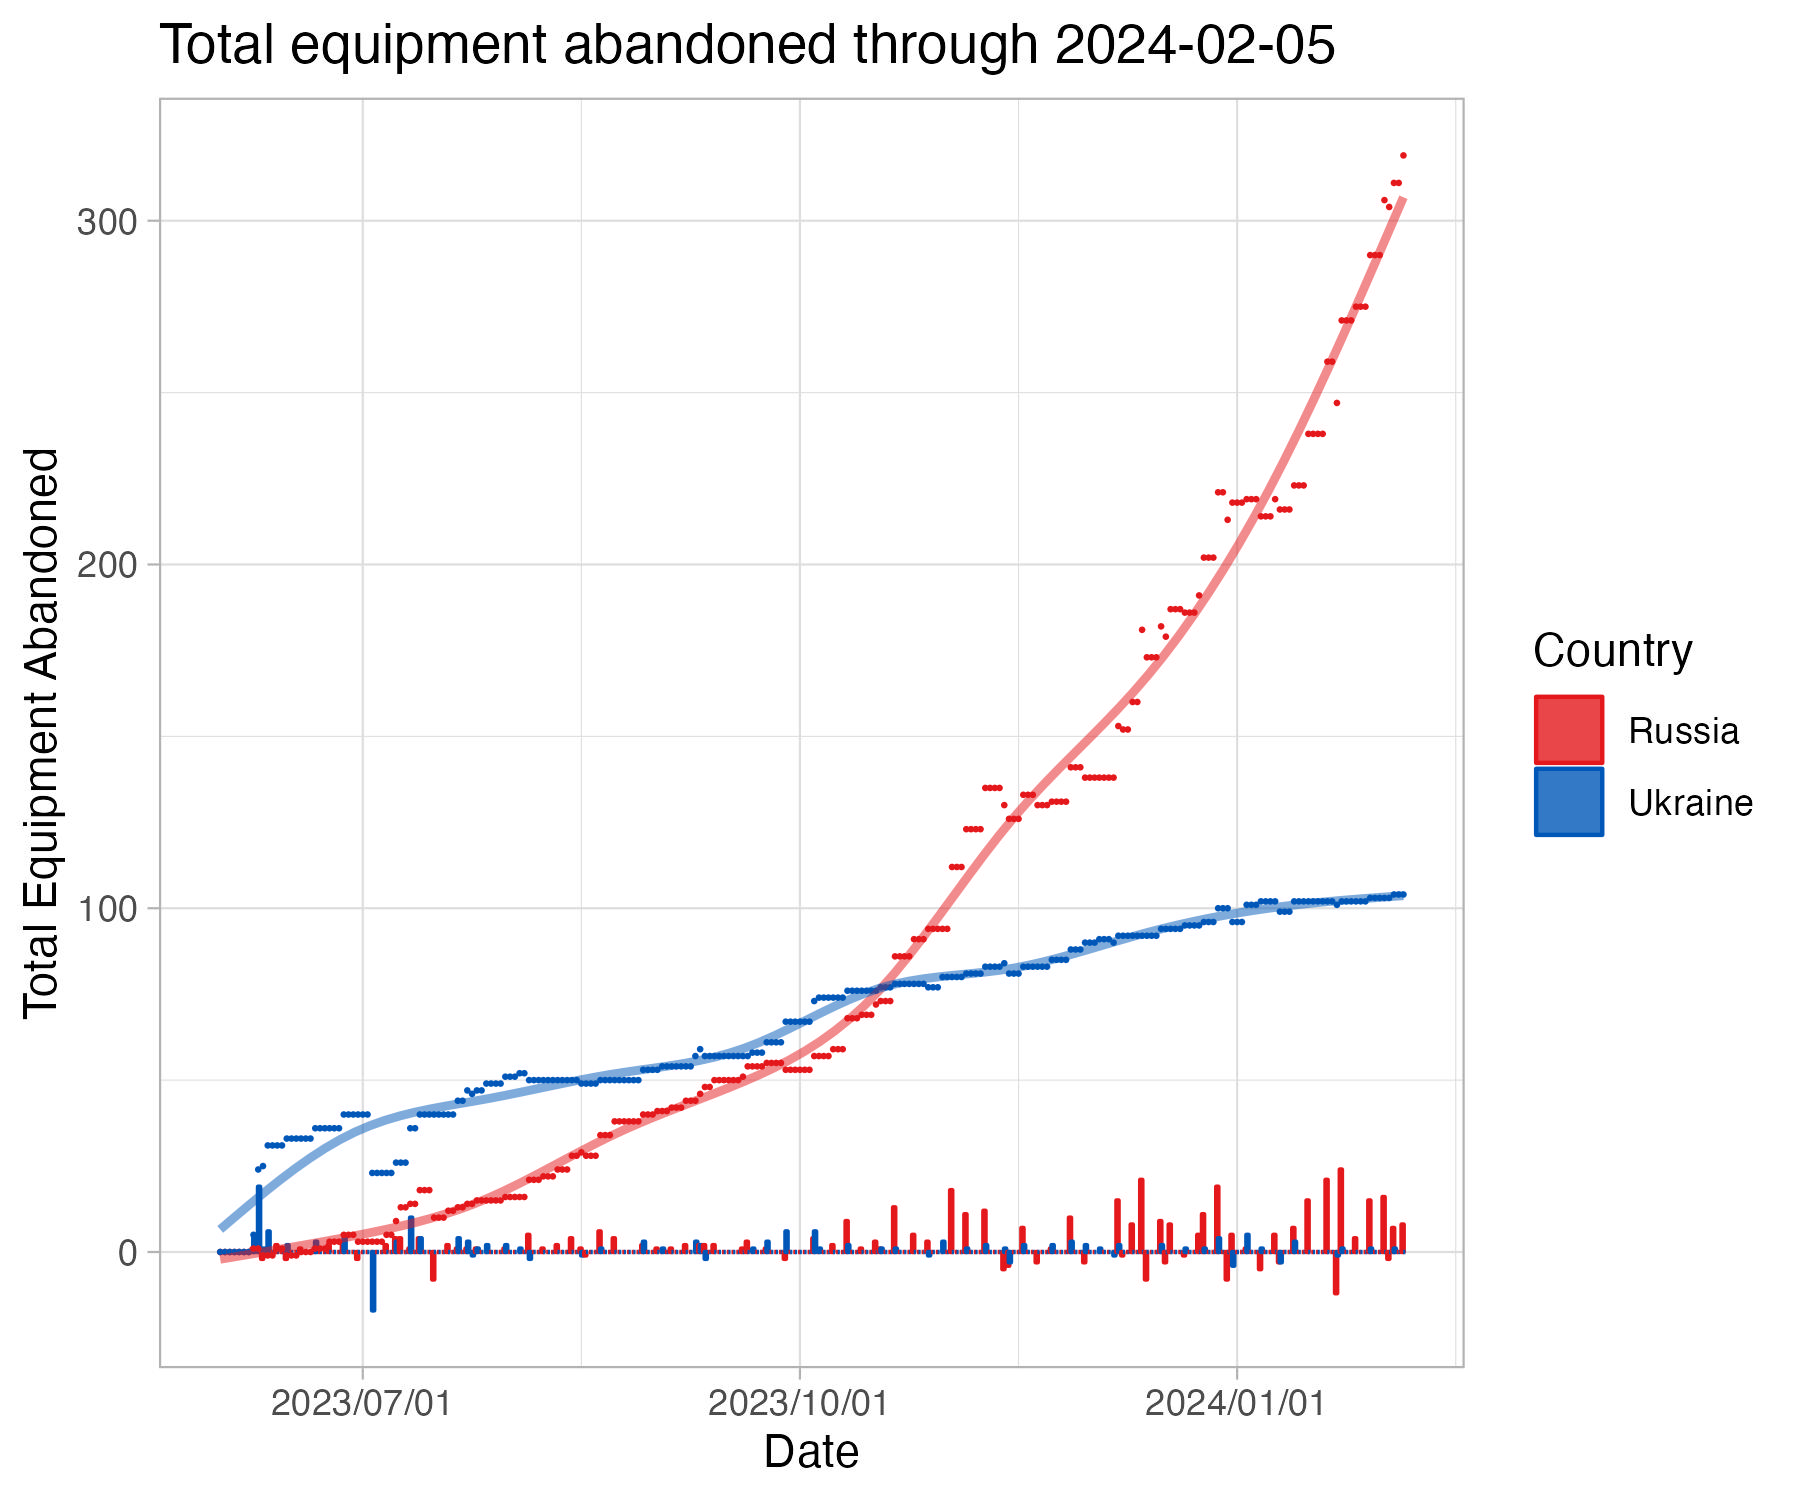 Total equipment abandoned through 2024-02-05
Total Equipment Abandoned
300
200
100
0
2023/07/01
2023/10/01
2024/01/01
Date
Country
Russia
Ukraine